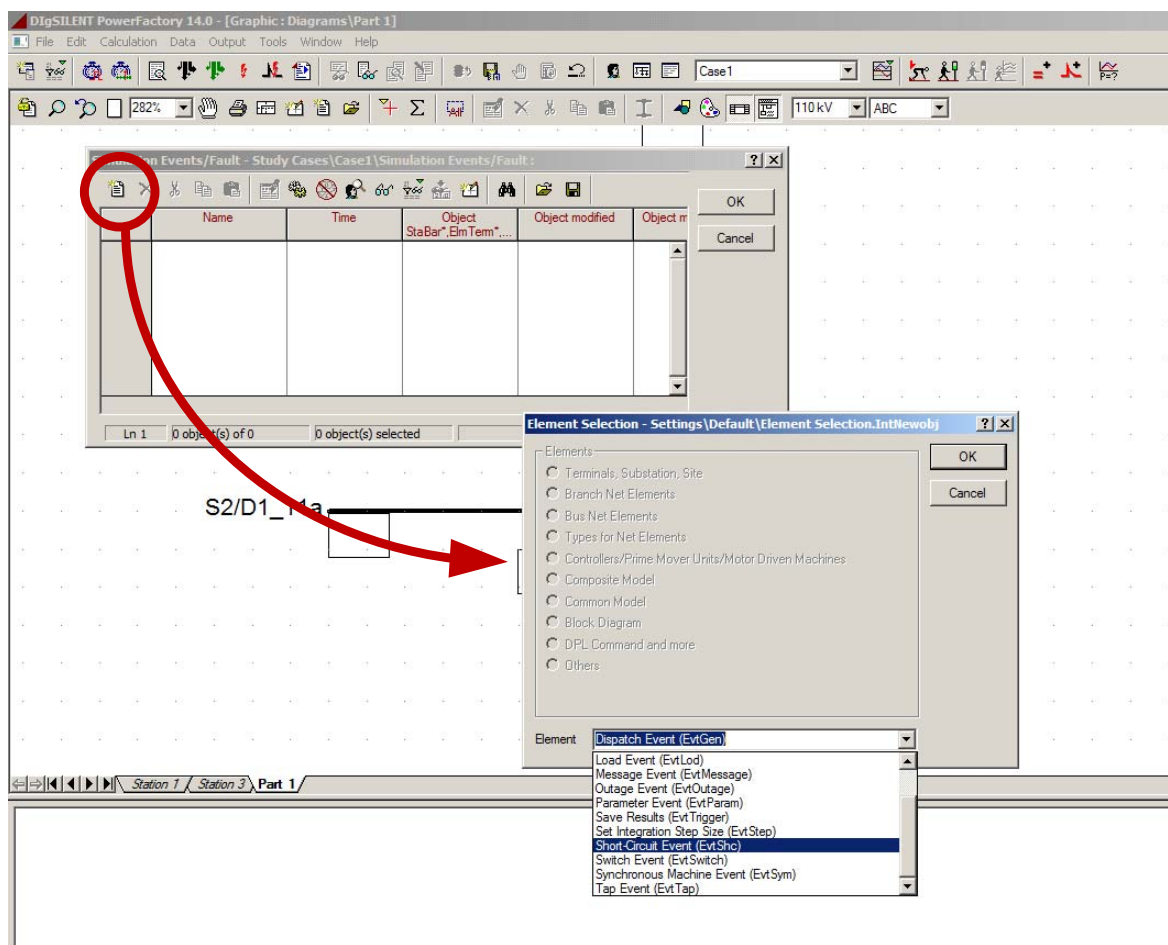 DIgSILENT PowerFactory 14.0 - [Graphic : Diagrams\Part 1]
File Edit Calculation Data Output Tools Window Help
Case1
282% 110 kV ABC
Simulation Events/Fault - Study Cases\Case1\Simulation Events/Fault :
OK
Name Time Object Object modified Object m
StaBar*,ElmTerm*,...
Cancel
Ln 1 0 object(s) of 0 0 object(s) selected
Element Selection - Settings\Default\Element Selection.IntNewobj
Elements
OK
Terminals, Substation, Site
Branch Net Elements
Cancel
Bus Net Elements
Types for Net Elements
Controllers/Prime Mover Units/Motor Driven Machines
Composite Model
Common Model
Block Diagram
DPL Command and more
Others
S2/D1_11a
Element Dispatch Event (EvtGen)
Load Event (EvtLod)
Message Event (EvtMessage)
Outage Event (EvtOutage)
Parameter Event (EvtParam)
Save Results (EvtTrigger)
Set Integration Step Size (EvtStep)
Short-Circuit Event (EvtShc)
Switch Event (EvtSwitch)
Synchronous Machine Event (EvtSym)
Tap Event (EvtTap)
Station 1 Station 3 Part 1